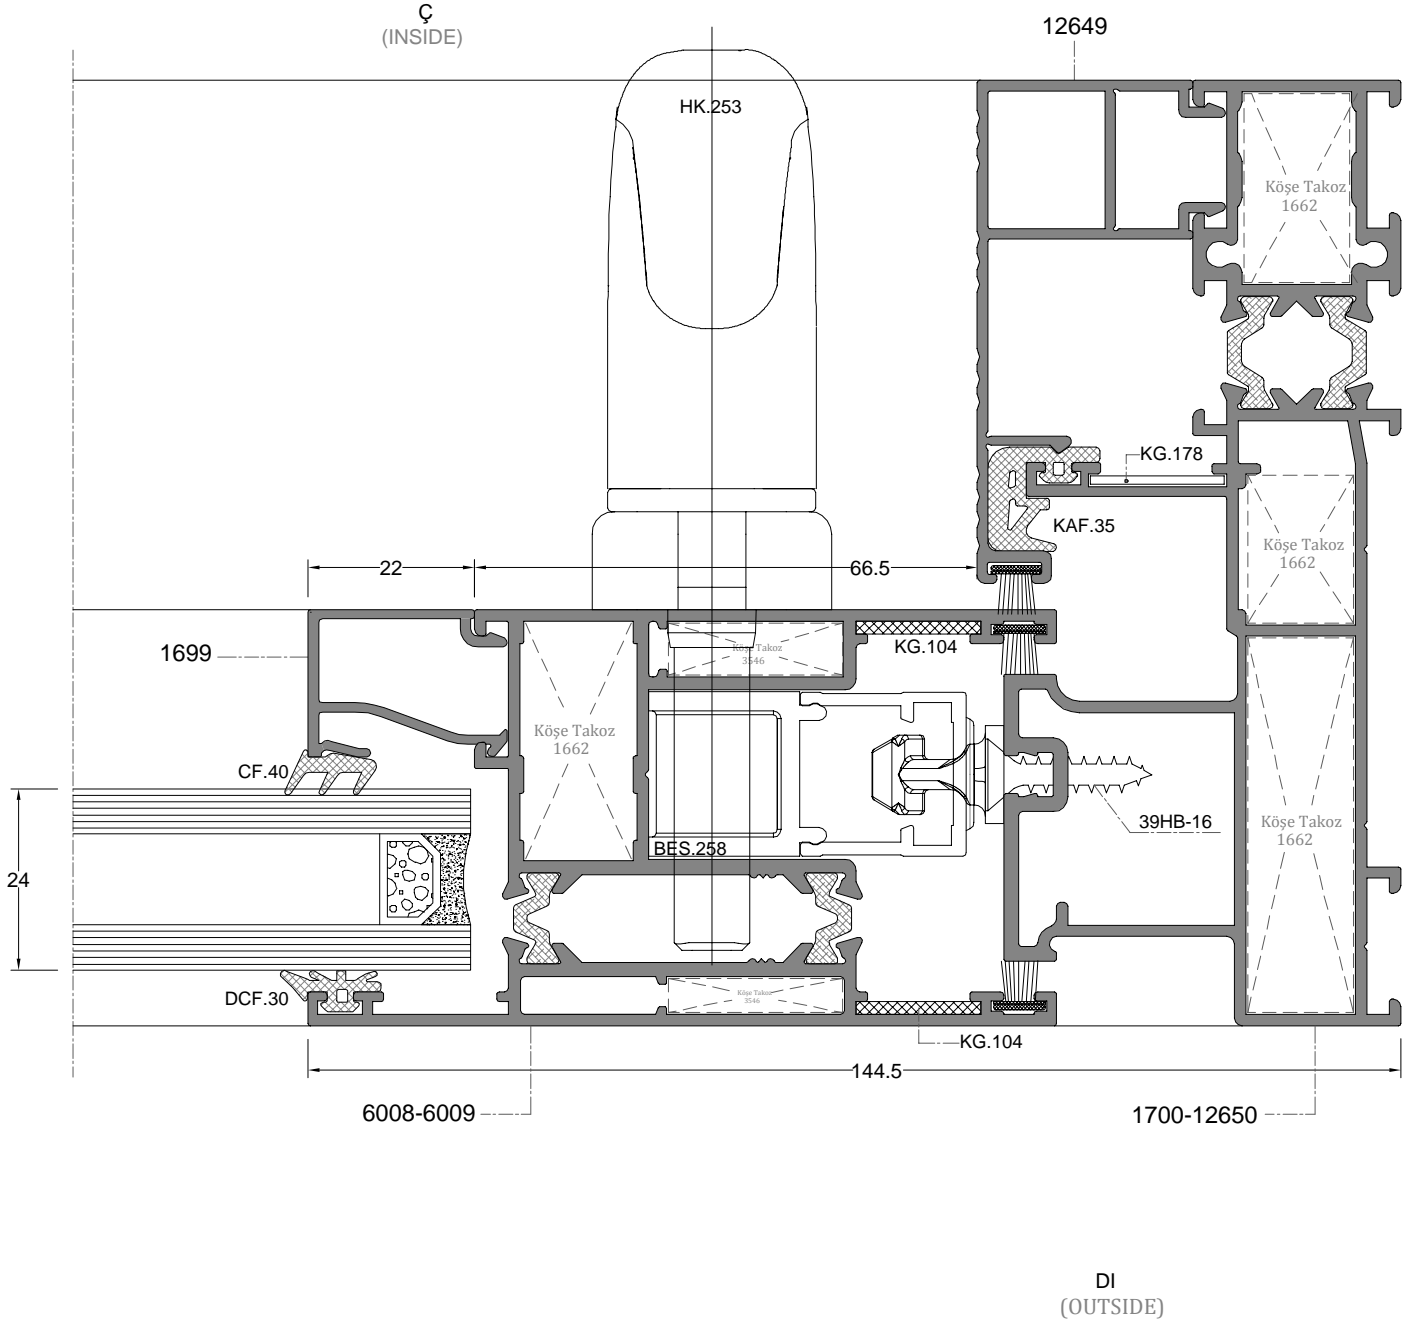 Ç
(INSIDE)
12649
HK.253
Köşe Takoz
1662
KG.178
KAF.35
Köşe Takoz
1662
22
66.5
1699
KG.104
Köşe Takoz
3546
Köşe Takoz
1662
CF.40
39HB-16
Köşe Takoz
1662
BES.258
24
DCF.30
Köşe Takoz
3546
KG.104
144.5
6008-6009
1700-12650
DI
(OUTSIDE)